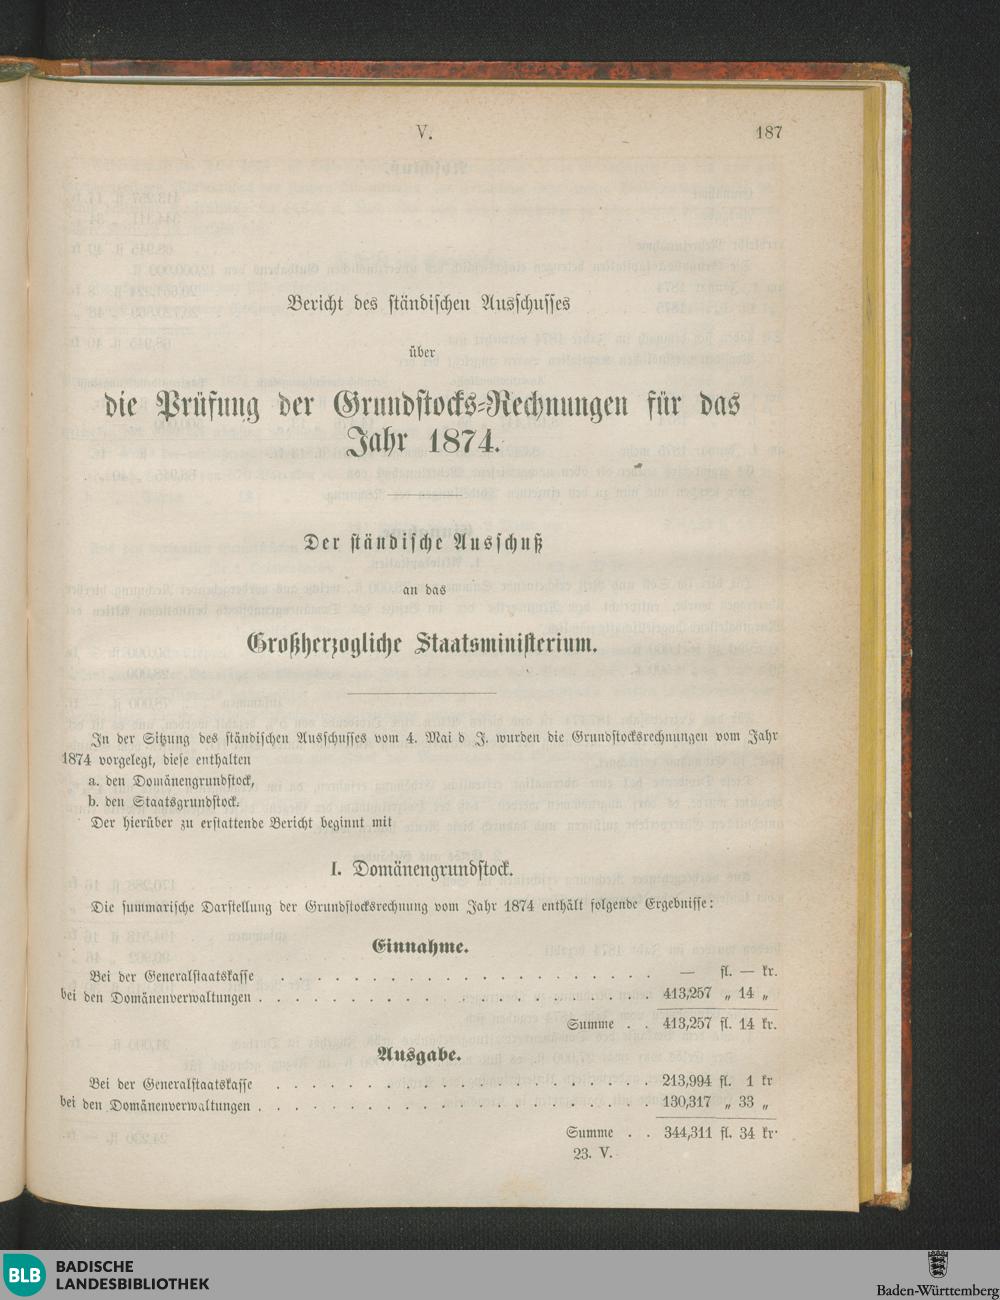 V.
187
Bericht des ständischen Ausschusses
über
die Prüfung der Grundstocks-Rechnungen für das
Jahr 1874.
Der ständische Ausschuß
an das
Großherzogliche Staatsministerium.
In der Sitzung des ständischen Ausschusses vom 4. Mai d J. wurden die Grundstocksrechnungen vom Jahr
1874 vorgelegt, diese enthalten
a. den Domänengrundstock,
b. den Staatsgrundstock.
Der hierüber zu erstattende Bericht beginnt mit
I. Domänengrundstock.
Die summarische Darstellung der Grundstocksrechnung vom Jahr 1874 enthält folgende Ergebnisse:
Einnahme.
Bei der Generalstaatskasse . . . . . . . . . . . . . . . . . . . . — fl. — kr.
bei den Domänenverwaltungen . . . . . . . . . . . . . . . . . . . . 413,257 „ 14 „
Summe . . 413,257 fl. 14 kr.
Ausgabe.
Bei der Generalstaatskasse . . . . . . . . . . . . . . . . . . . . 213,994 fl. 1 kr
bei den Domänenverwaltungen . . . . . . . . . . . . . . . . . . . . 130,317 „ 33 „
Summe . . 344,311 fl. 34 kr.
23. V.
BLB
BADISCHE
LANDESBIBLIOTHEK
Baden-Württemberg